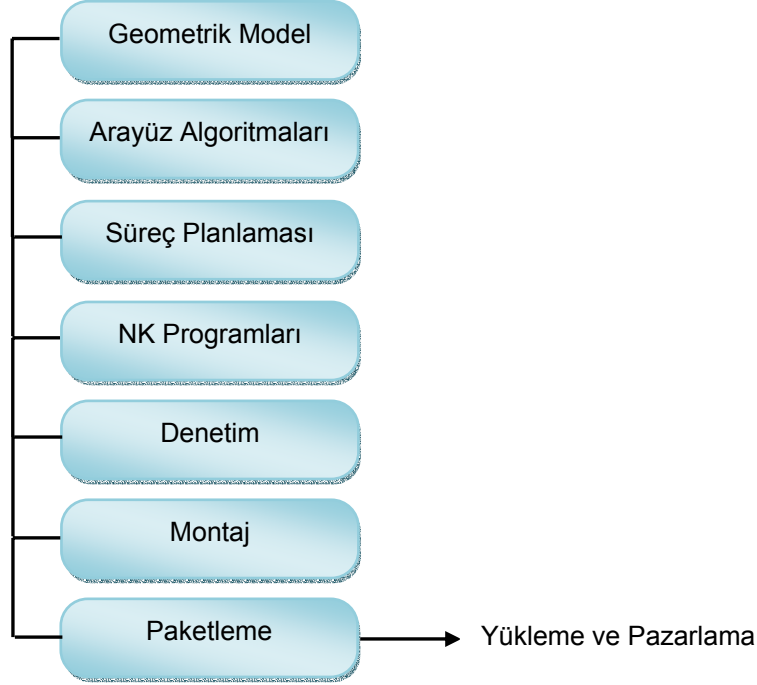 Geometrik Model
Arayüz Algoritmaları
Süreç Planlaması
NK Programları
Denetim
Montaj
Paketleme
Yükleme ve Pazarlama